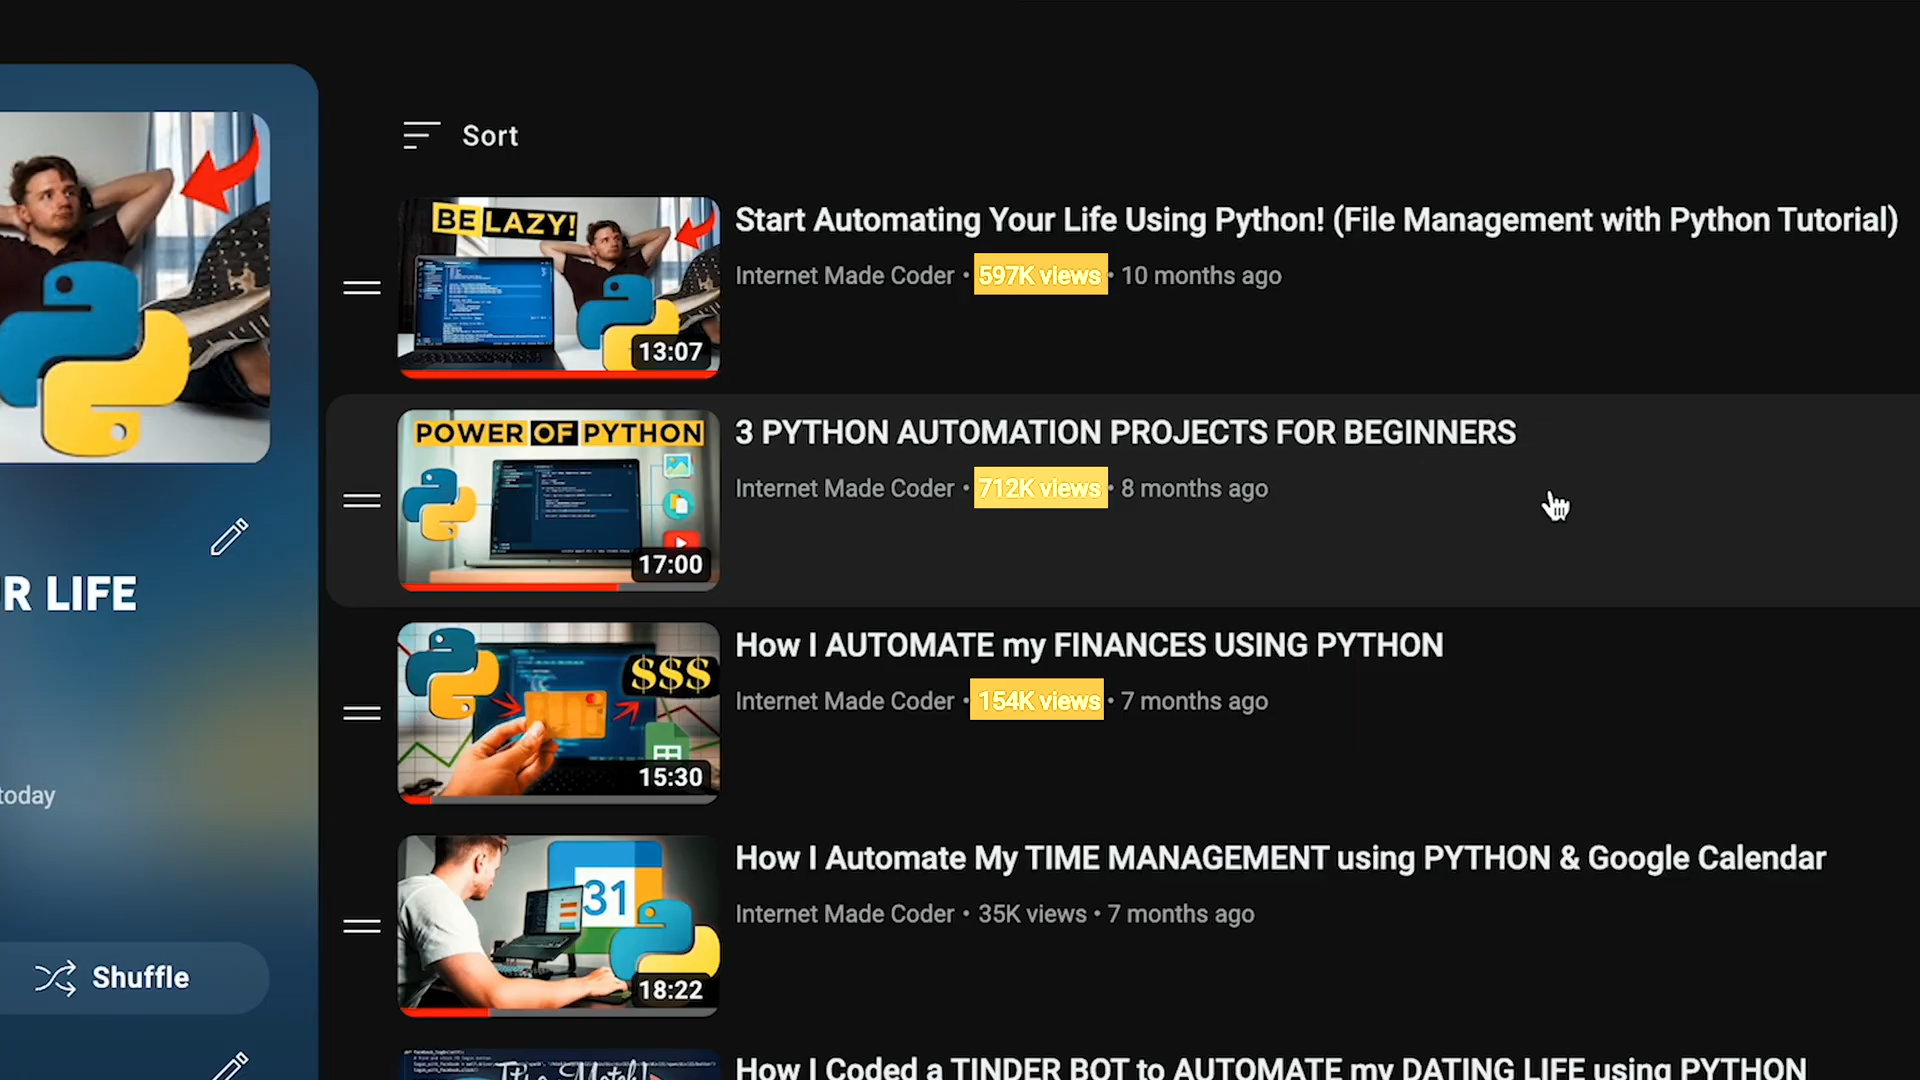 Sort
BE LAZY!
13:07
Start Automating Your Life Using Python! (File Management with Python Tutorial)
Internet Made Coder • 597K views • 10 months ago
POWER OF PYTHON
17:00
3 PYTHON AUTOMATION PROJECTS FOR BEGINNERS
Internet Made Coder • 712K views • 8 months ago
R LIFE
$$$
15:30
How I AUTOMATE my FINANCES USING PYTHON
Internet Made Coder • 154K views • 7 months ago
today
31
18:22
How I Automate My TIME MANAGEMENT using PYTHON & Google Calendar
Internet Made Coder • 35K views • 7 months ago
Shuffle
It's a Match!
How I Coded a TINDER BOT to AUTOMATE my DATING LIFE using PYTHON